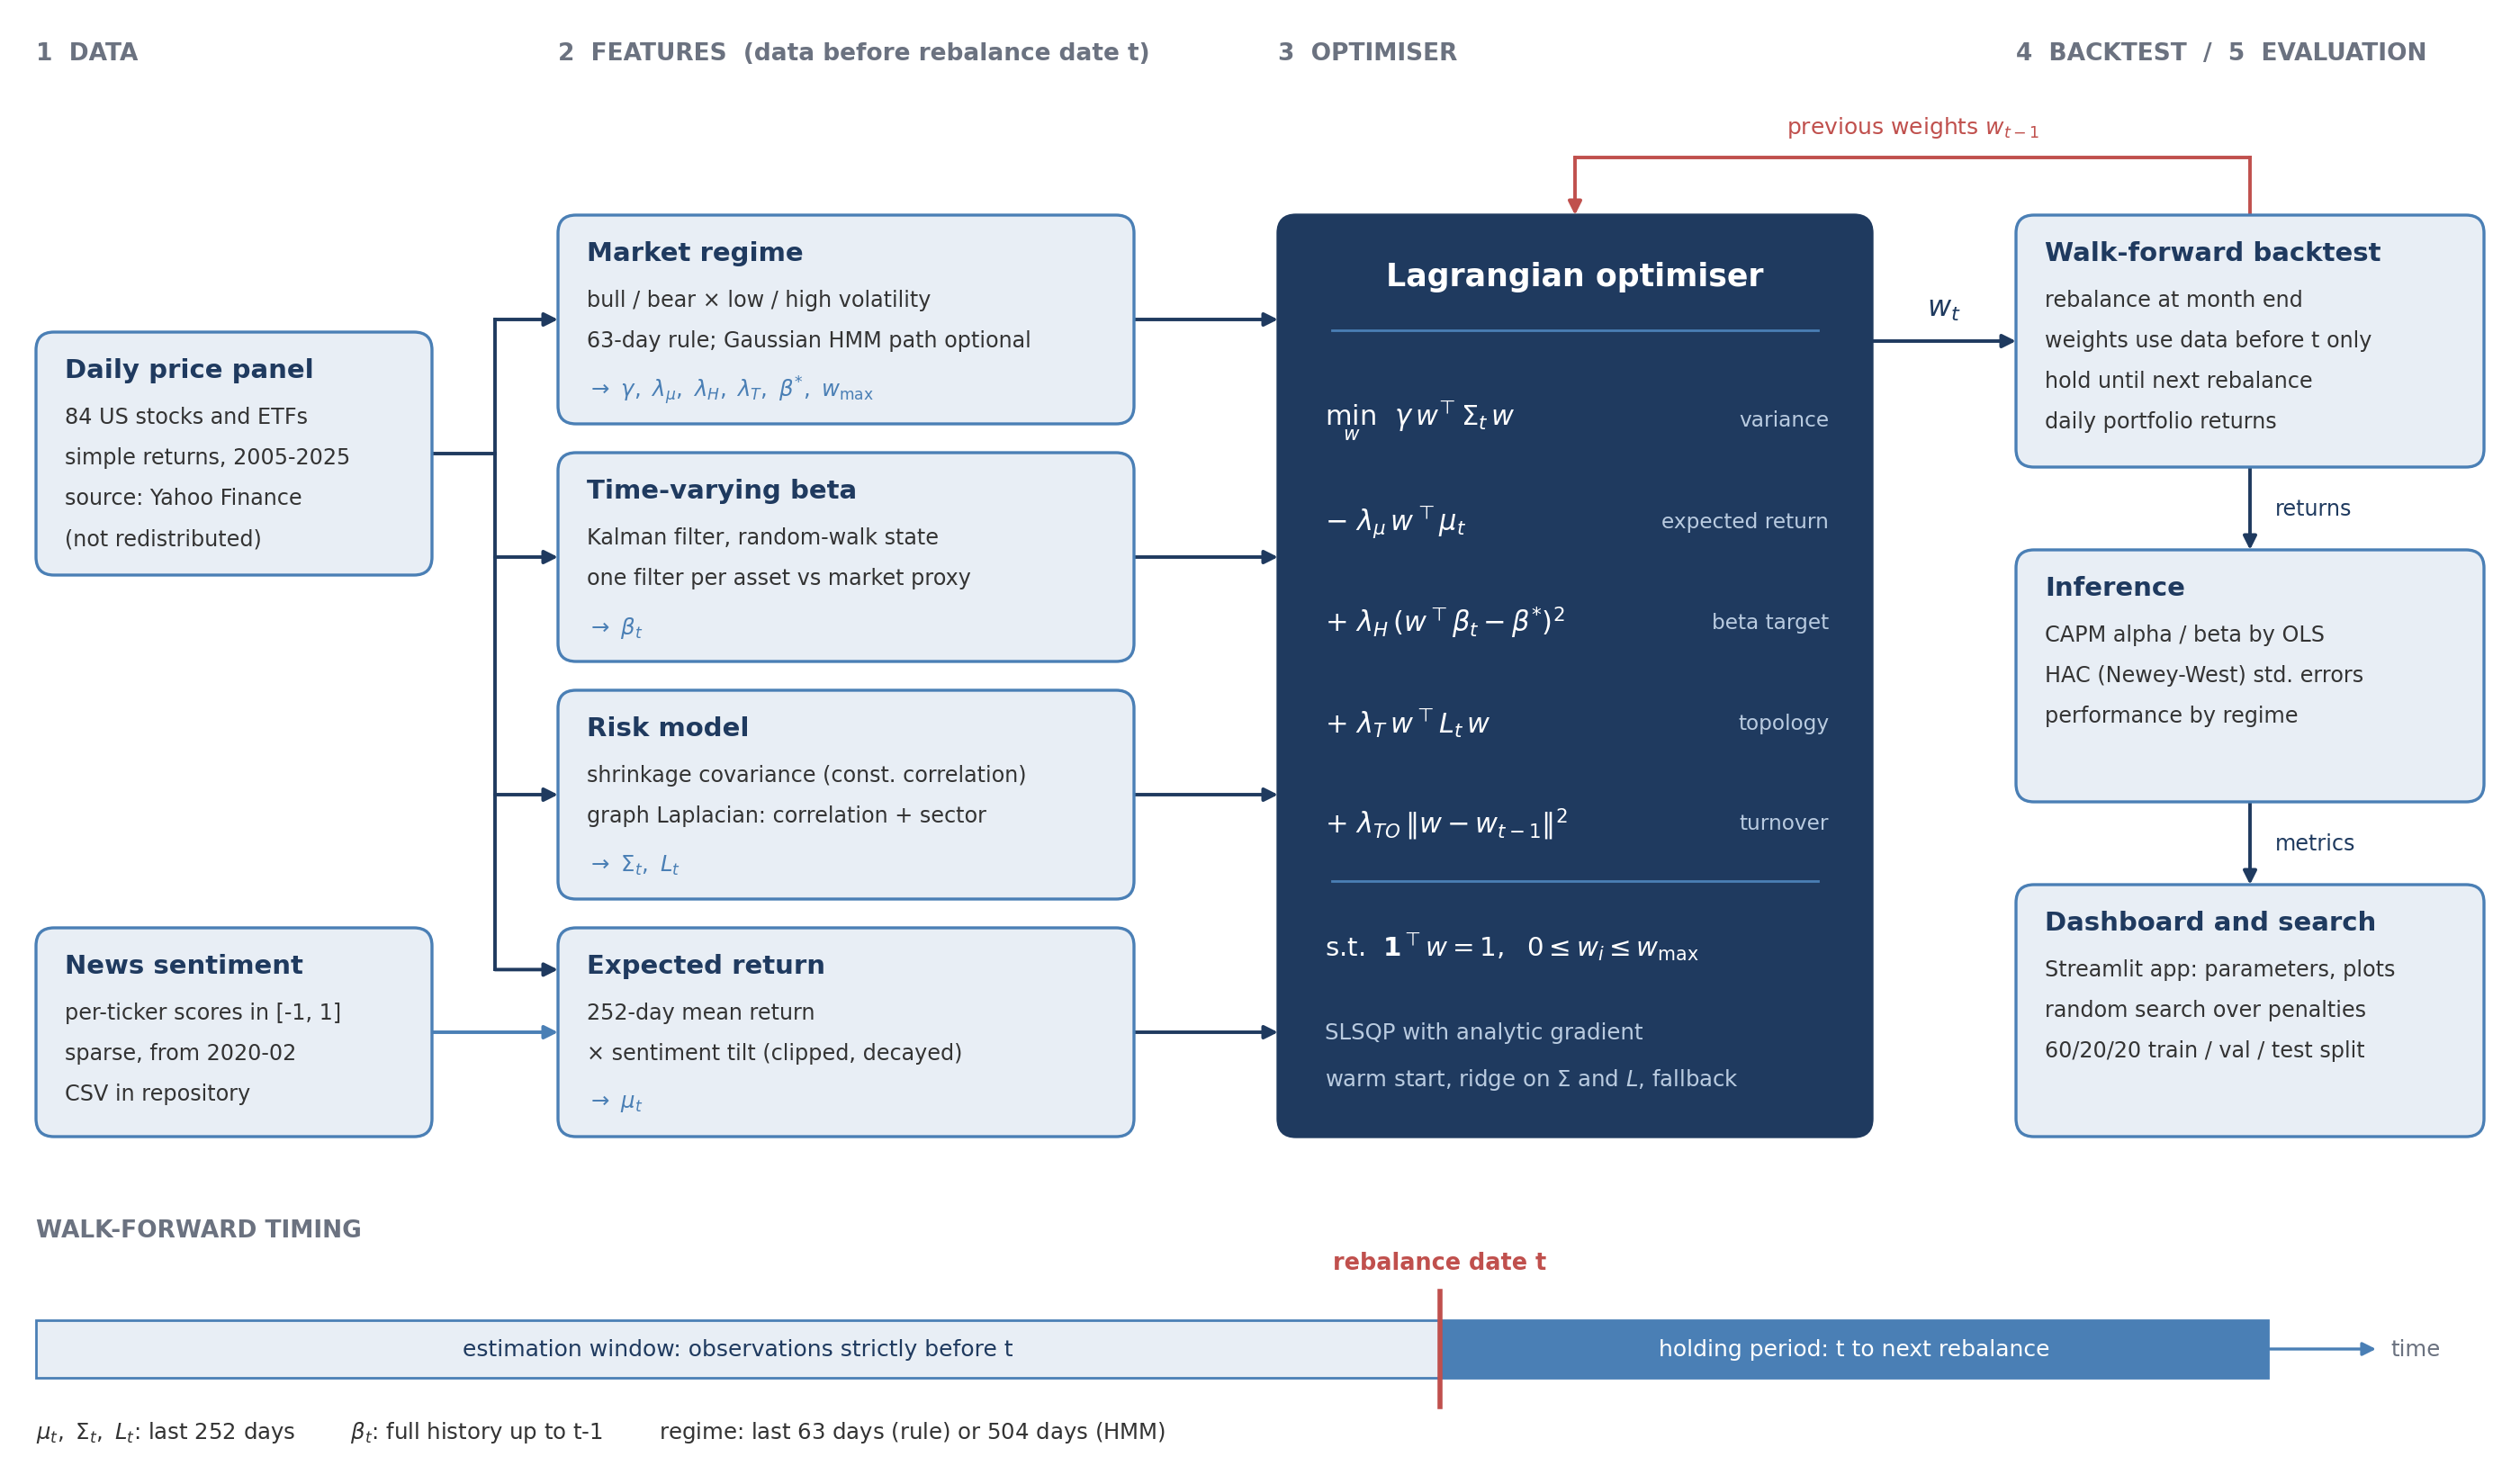 1 DATA
2 FEATURES (data before rebalance date t)
3 OPTIMISER
4 BACKTEST / 5 EVALUATION
previous weights w_{t−1}
Daily price panel
84 US stocks and ETFs
simple returns, 2005-2025
source: Yahoo Finance
(not redistributed)
News sentiment
per-ticker scores in [-1, 1]
sparse, from 2020-02
CSV in repository
Market regime
bull / bear × low / high volatility
63-day rule; Gaussian HMM path optional
→ γ, λ_μ, λ_H, λ_T, β*, w_max
Time-varying beta
Kalman filter, random-walk state
one filter per asset vs market proxy
→ β_t
Risk model
shrinkage covariance (const. correlation)
graph Laplacian: correlation + sector
→ Σ_t, L_t
Expected return
252-day mean return
× sentiment tilt (clipped, decayed)
→ μ_t
Lagrangian optimiser
min_w γ w^⊤ Σ_t w variance
− λ_μ w^⊤ μ_t expected return
+ λ_H (w^⊤ β_t − β*)² beta target
+ λ_T w^⊤ L_t w topology
+ λ_{TO} ‖w − w_{t−1}‖² turnover
s.t. 1^⊤ w = 1, 0 ≤ w_i ≤ w_max
SLSQP with analytic gradient
warm start, ridge on Σ and L, fallback
w_t
Walk-forward backtest
rebalance at month end
weights use data before t only
hold until next rebalance
daily portfolio returns
returns
Inference
CAPM alpha / beta by OLS
HAC (Newey-West) std. errors
performance by regime
metrics
Dashboard and search
Streamlit app: parameters, plots
random search over penalties
60/20/20 train / val / test split
WALK-FORWARD TIMING
rebalance date t
estimation window: observations strictly before t
holding period: t to next rebalance
time
μ_t, Σ_t, L_t: last 252 days β_t: full history up to t-1 regime: last 63 days (rule) or 504 days (HMM)